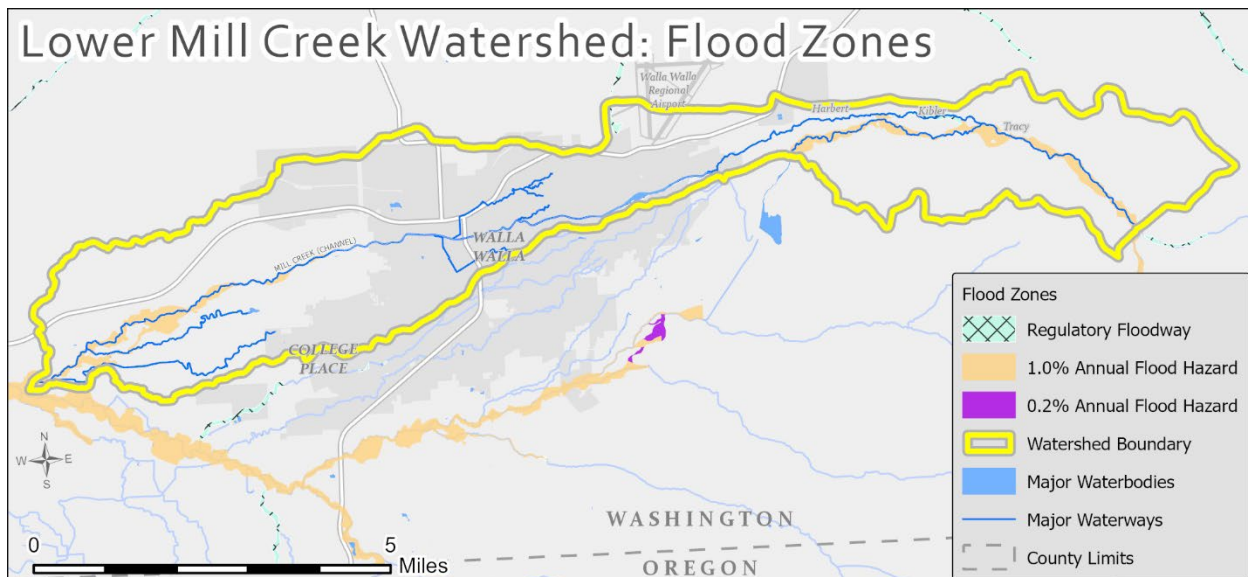 Lower Mill Creek Watershed: Flood Zones
Walla Walla
Regional
Airport
Harbert
Kibler
Tracy
MILL CREEK (CHANNEL)
WALLA
WALLA
COLLEGE
PLACE
Flood Zones
Regulatory Floodway
1.0% Annual Flood Hazard
0.2% Annual Flood Hazard
Watershed Boundary
Major Waterbodies
Major Waterways
County Limits
N
W
E
S
0
5
Miles
WASHINGTON
OREGON